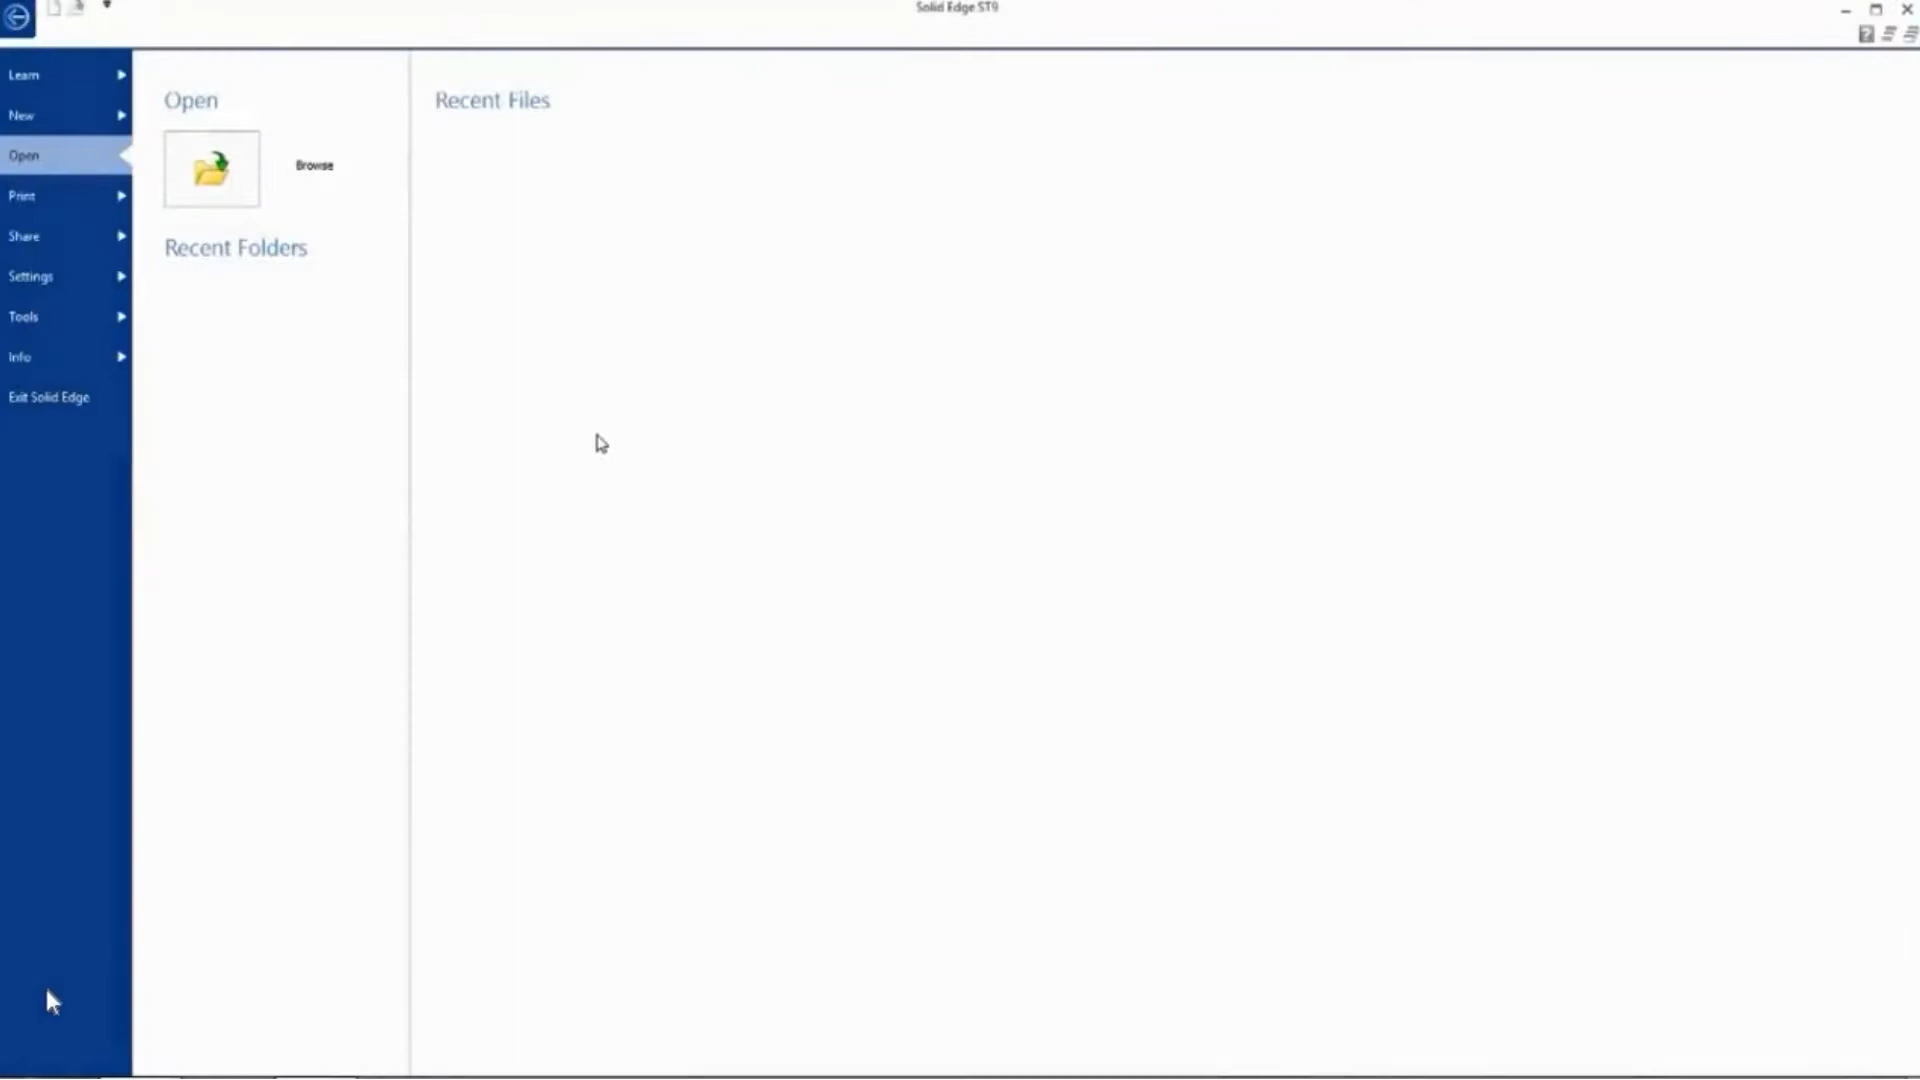 Solid Edge ST9
Learn
New
Open
Print
Share
Settings
Tools
Info
Exit Solid Edge
Open
Browse
Recent Folders
Recent Files